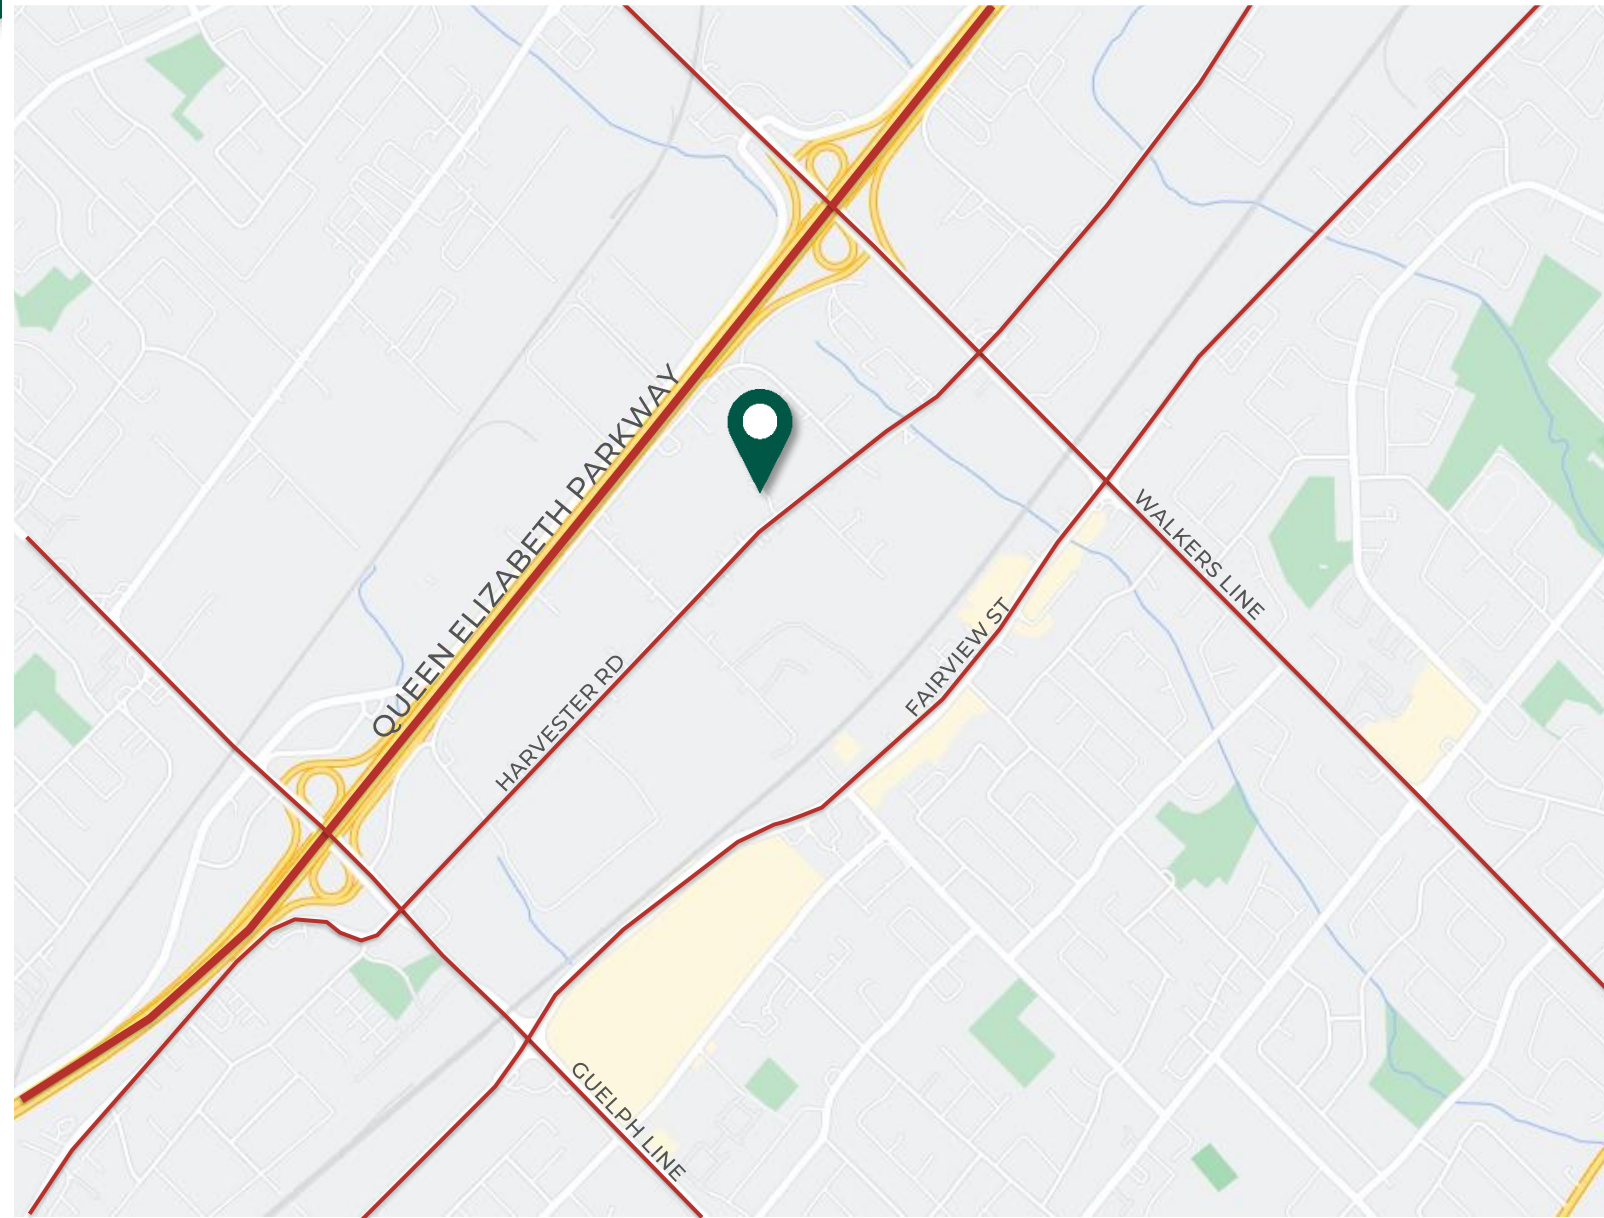 QUEEN ELIZABETH PARKWAY
WALKERS LINE
FAIRVIEW ST
HARVESTER RD
GUELPH LINE